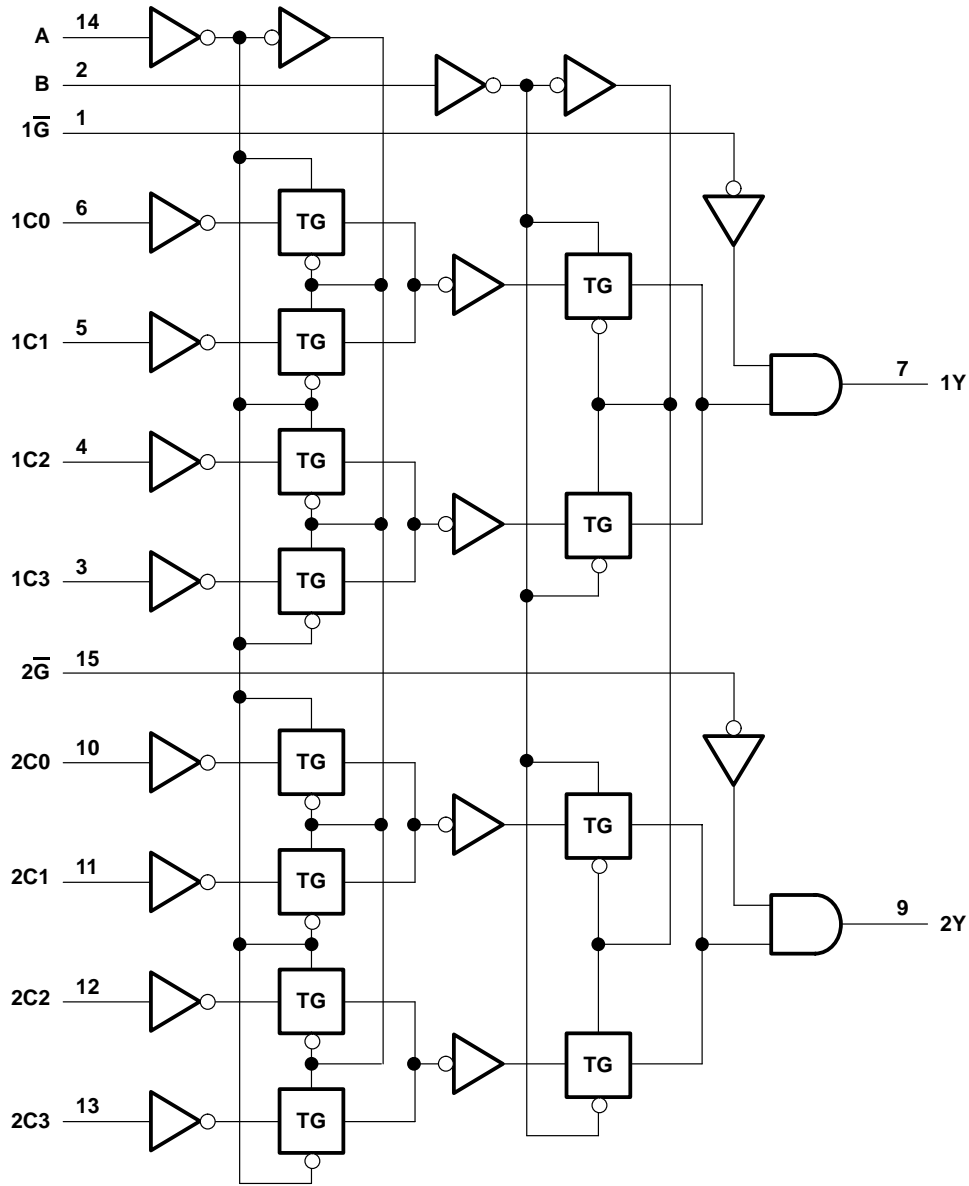 A 14
B 2
1G̅ 1
1C0 6 TG
TG
1C1 5 TG
7 1Y
1C2 4 TG
TG
1C3 3 TG
2G̅ 15
2C0 10 TG
TG
2C1 11 TG
9 2Y
2C2 12 TG
TG
2C3 13 TG